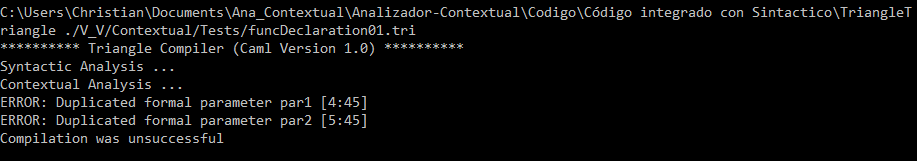 C:\Users\Christian\Documents\Ana_Contextual\Analizador-Contextual\Codigo\Código integrado con Sintactico\TriangleT
riangle ./V_V/Contextual/Tests/funcDeclaration01.tri
********** Triangle Compiler (Caml Version 1.0) **********
Syntactic Analysis ...
Contextual Analysis ...
ERROR: Duplicated formal parameter par1 [4:45]
ERROR: Duplicated formal parameter par2 [5:45]
Compilation was unsuccessful